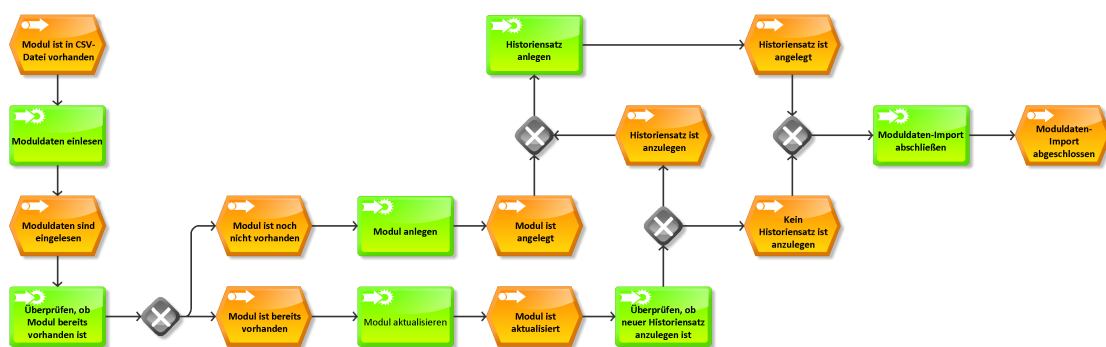 Modul ist in CSV-
Datei vorhanden
Moduldaten einlesen
Moduldaten sind
eingelesen
Überprüfen, ob
Modul bereits
vorhanden ist
Modul ist noch
nicht vorhanden
Modul anlegen
Modul ist
angelegt
Modul ist bereits
vorhanden
Modul aktualisieren
Modul ist
aktualisiert
Überprüfen, ob
neuer Historiensatz
anzulegen ist
Historiensatz ist
anzulegen
Kein
Historiensatz ist
anzulegen
Historiensatz
anlegen
Historiensatz ist
angelegt
Moduldaten-Import
abschließen
Moduldaten-
Import
abgeschlossen